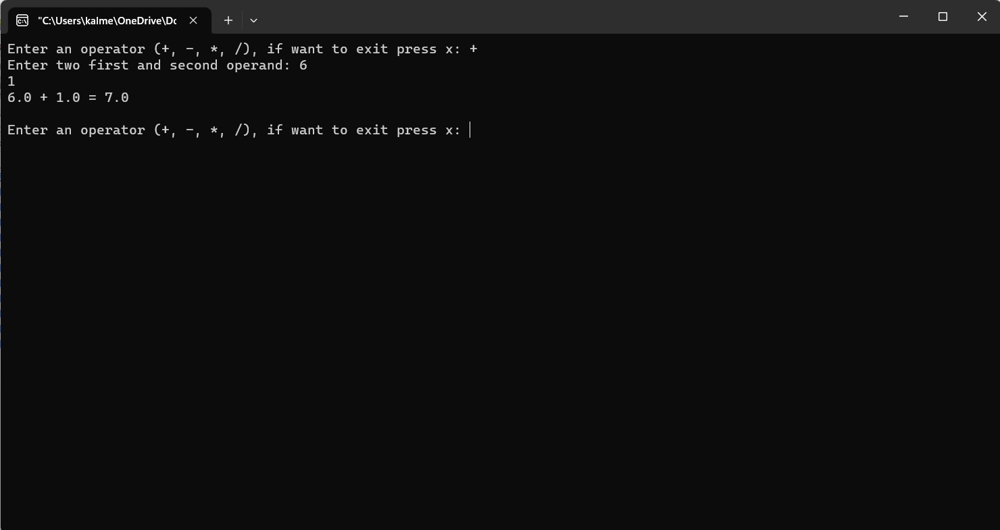 "C:\Users\kalme\OneDrive\Dc
Enter an operator (+, -, *, /), if want to exit press x: +
Enter two first and second operand: 6
1
6.0 + 1.0 = 7.0
Enter an operator (+, -, *, /), if want to exit press x: